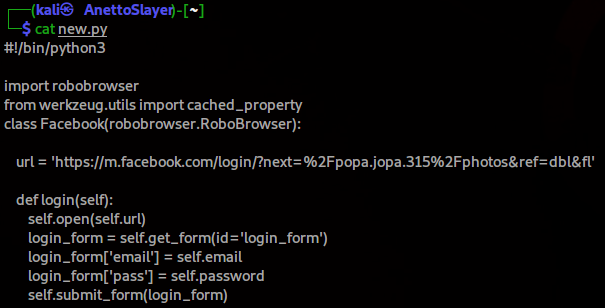 ┌──(kali㉿ AnettoSlayer)-[~]
└─$ cat new.py
#!/bin/python3
import robobrowser
from werkzeug.utils import cached_property
class Facebook(robobrowser.RoboBrowser):
url = 'https://m.facebook.com/login/?next=%2Fpopa.jopa.315%2Fphotos&ref=dbl&fl'
def login(self):
self.open(self.url)
login_form = self.get_form(id='login_form')
login_form['email'] = self.email
login_form['pass'] = self.password
self.submit_form(login_form)